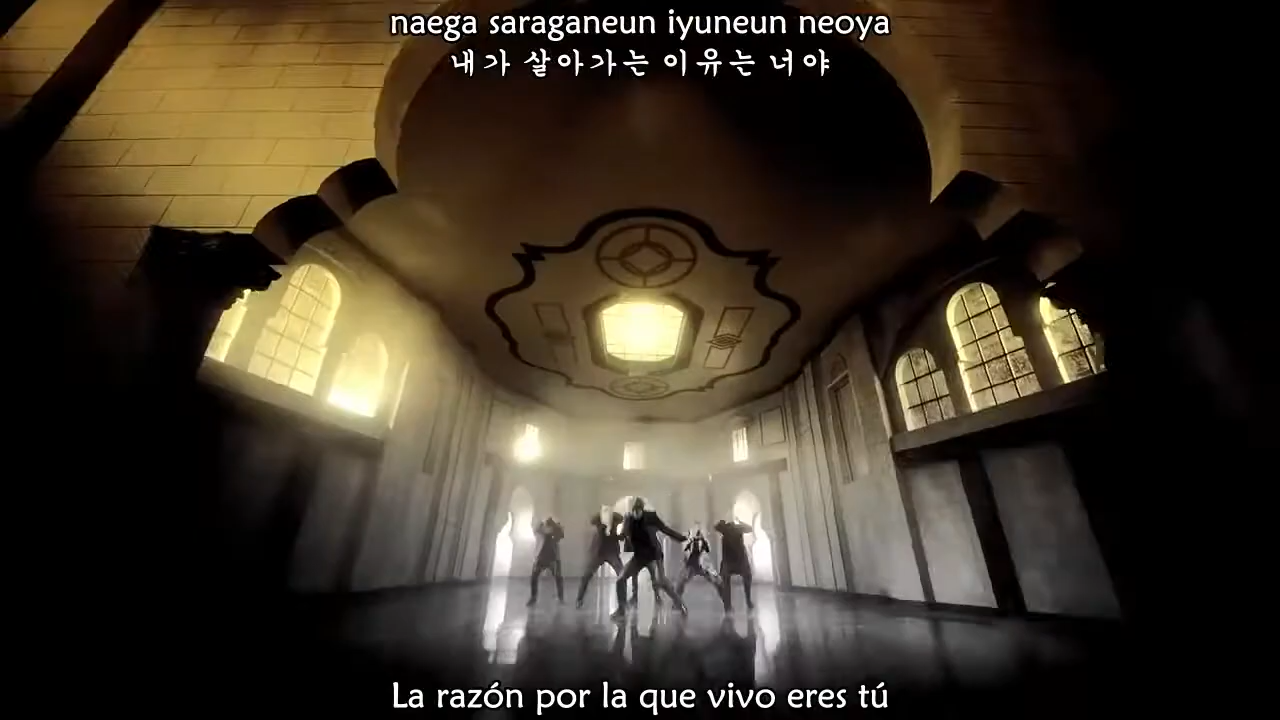 naega saraganeun iyuneun neoya
내가 살아가는 이유는 너야
La razón por la que vivo eres tú